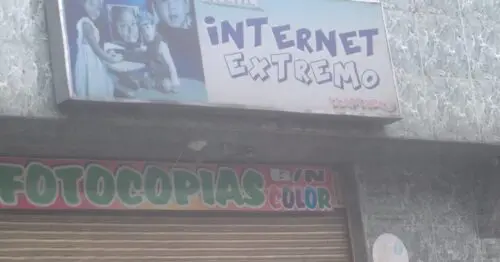 INTERNET
EXTREMO
FOTOCOPIAS B/N
COLOR